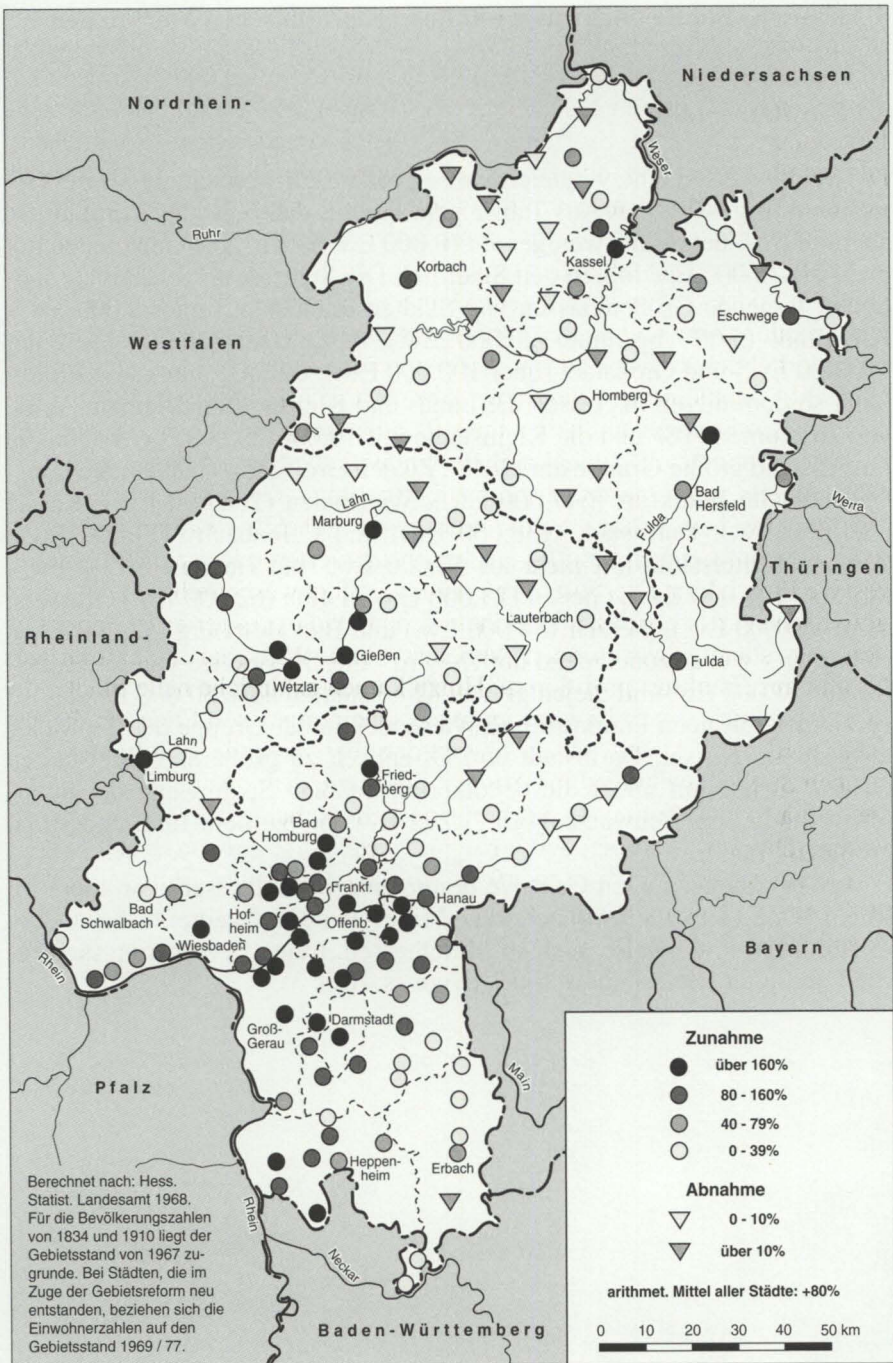 Niedersachsen
Nordrhein-
Weser
Ruhr
Kassel
Korbach
Eschwege
Westfalen
Homberg
Lahn
Bad
Hersfeld
Werra
Marburg
Fulda
Thüringen
Rheinland-
Lauterbach
Gießen
Fulda
Wetzlar
Lahn
Limburg
Fried-
berg
Bad
Homburg
Frankf.
Hanau
Bad
Schwalbach
Hof-
heim
Offenb.
Wiesbaden
Rhein
Bayern
Groß-
Gerau
Darmstadt
Main
Pfalz
Heppen-
heim
Erbach
Rhein
Neckar
Baden-Württemberg
Berechnet nach: Hess.
Statist. Landesamt 1968.
Für die Bevölkerungszahlen
von 1834 und 1910 liegt der
Gebietsstand von 1967 zu-
grunde. Bei Städten, die im
Zuge der Gebietsreform neu
entstanden, beziehen sich die
Einwohnerzahlen auf den
Gebietsstand 1969 / 77.
Zunahme
über 160%
80 - 160%
40 - 79%
0 - 39%
Abnahme
0 - 10%
über 10%
arithmet. Mittel aller Städte: +80%
0 10 20 30 40 50 km